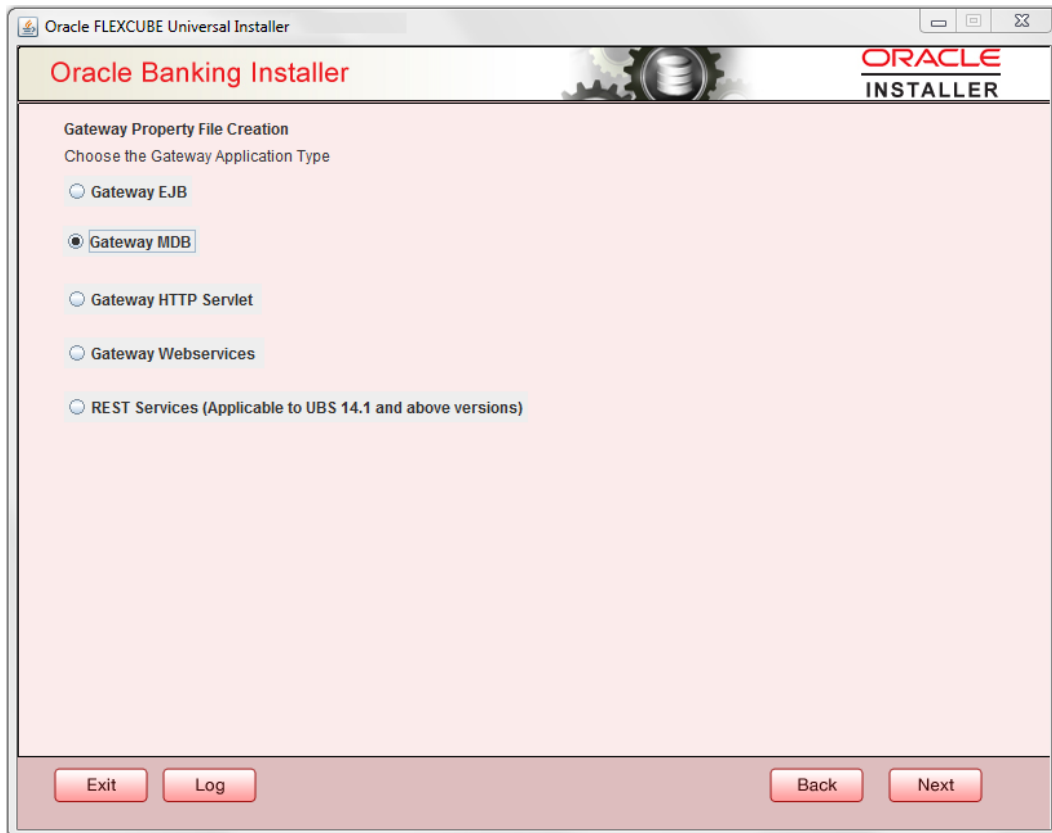 Oracle FLEXCUBE Universal Installer
Oracle Banking Installer
ORACLE
INSTALLER
Gateway Property File Creation
Choose the Gateway Application Type
Gateway EJB
Gateway MDB
Gateway HTTP Servlet
Gateway Webservices
REST Services (Applicable to UBS 14.1 and above versions)
Exit
Log
Back
Next